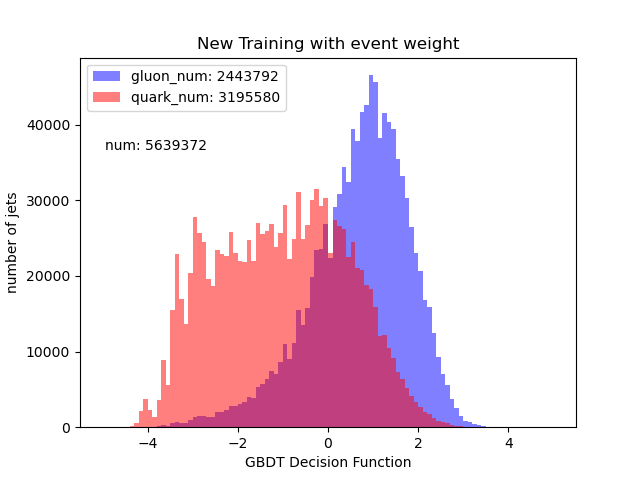 New Training with event weight
gluon_num: 2443792
quark_num: 3195580
num: 5639372
number of jets
40000
30000
20000
10000
0
−4
−2
0
2
4
GBDT Decision Function